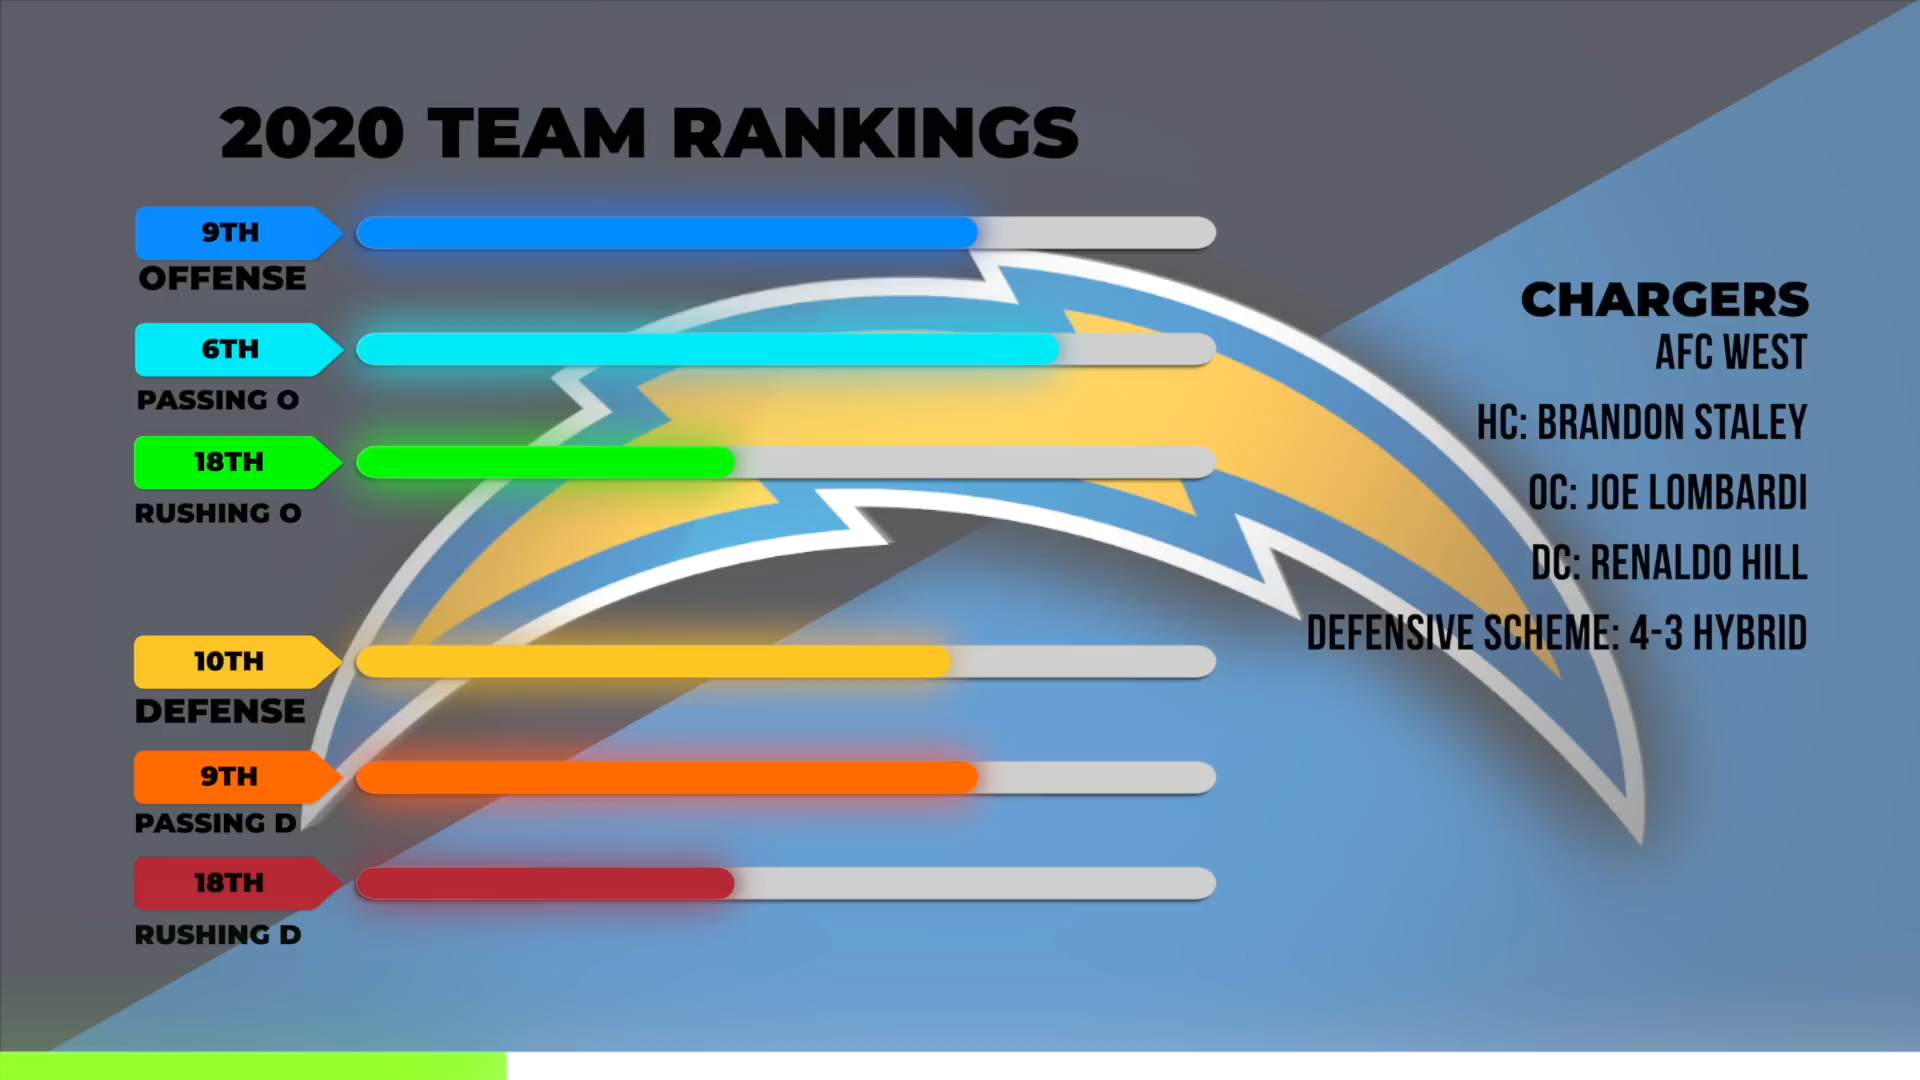 2020 TEAM RANKINGS
9TH
OFFENSE
6TH
PASSING O
18TH
RUSHING O
10TH
DEFENSE
9TH
PASSING D
18TH
RUSHING D
CHARGERS
AFC WEST
HC: BRANDON STALEY
OC: JOE LOMBARDI
DC: RENALDO HILL
DEFENSIVE SCHEME: 4-3 HYBRID